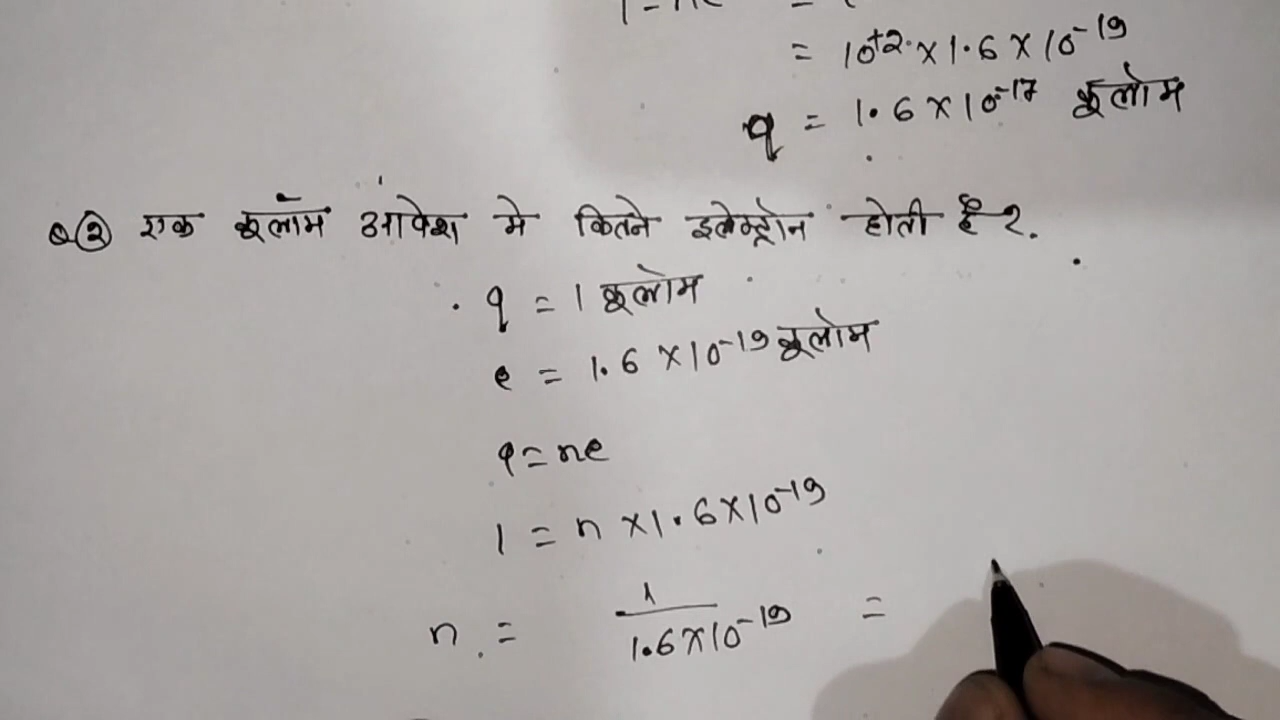 = 10+2 × 1.6 × 10-19
q = 1.6 × 10-17 कूलोम
Q② एक कूलॉम आवेश मे कितने इलेक्ट्रोन होती है ?.
q = 1 कूलोम
e = 1.6 × 10-19 कूलोम
q = ne
1 = n × 1.6 × 10-19
n = 1 / 1.6 × 10-19 =